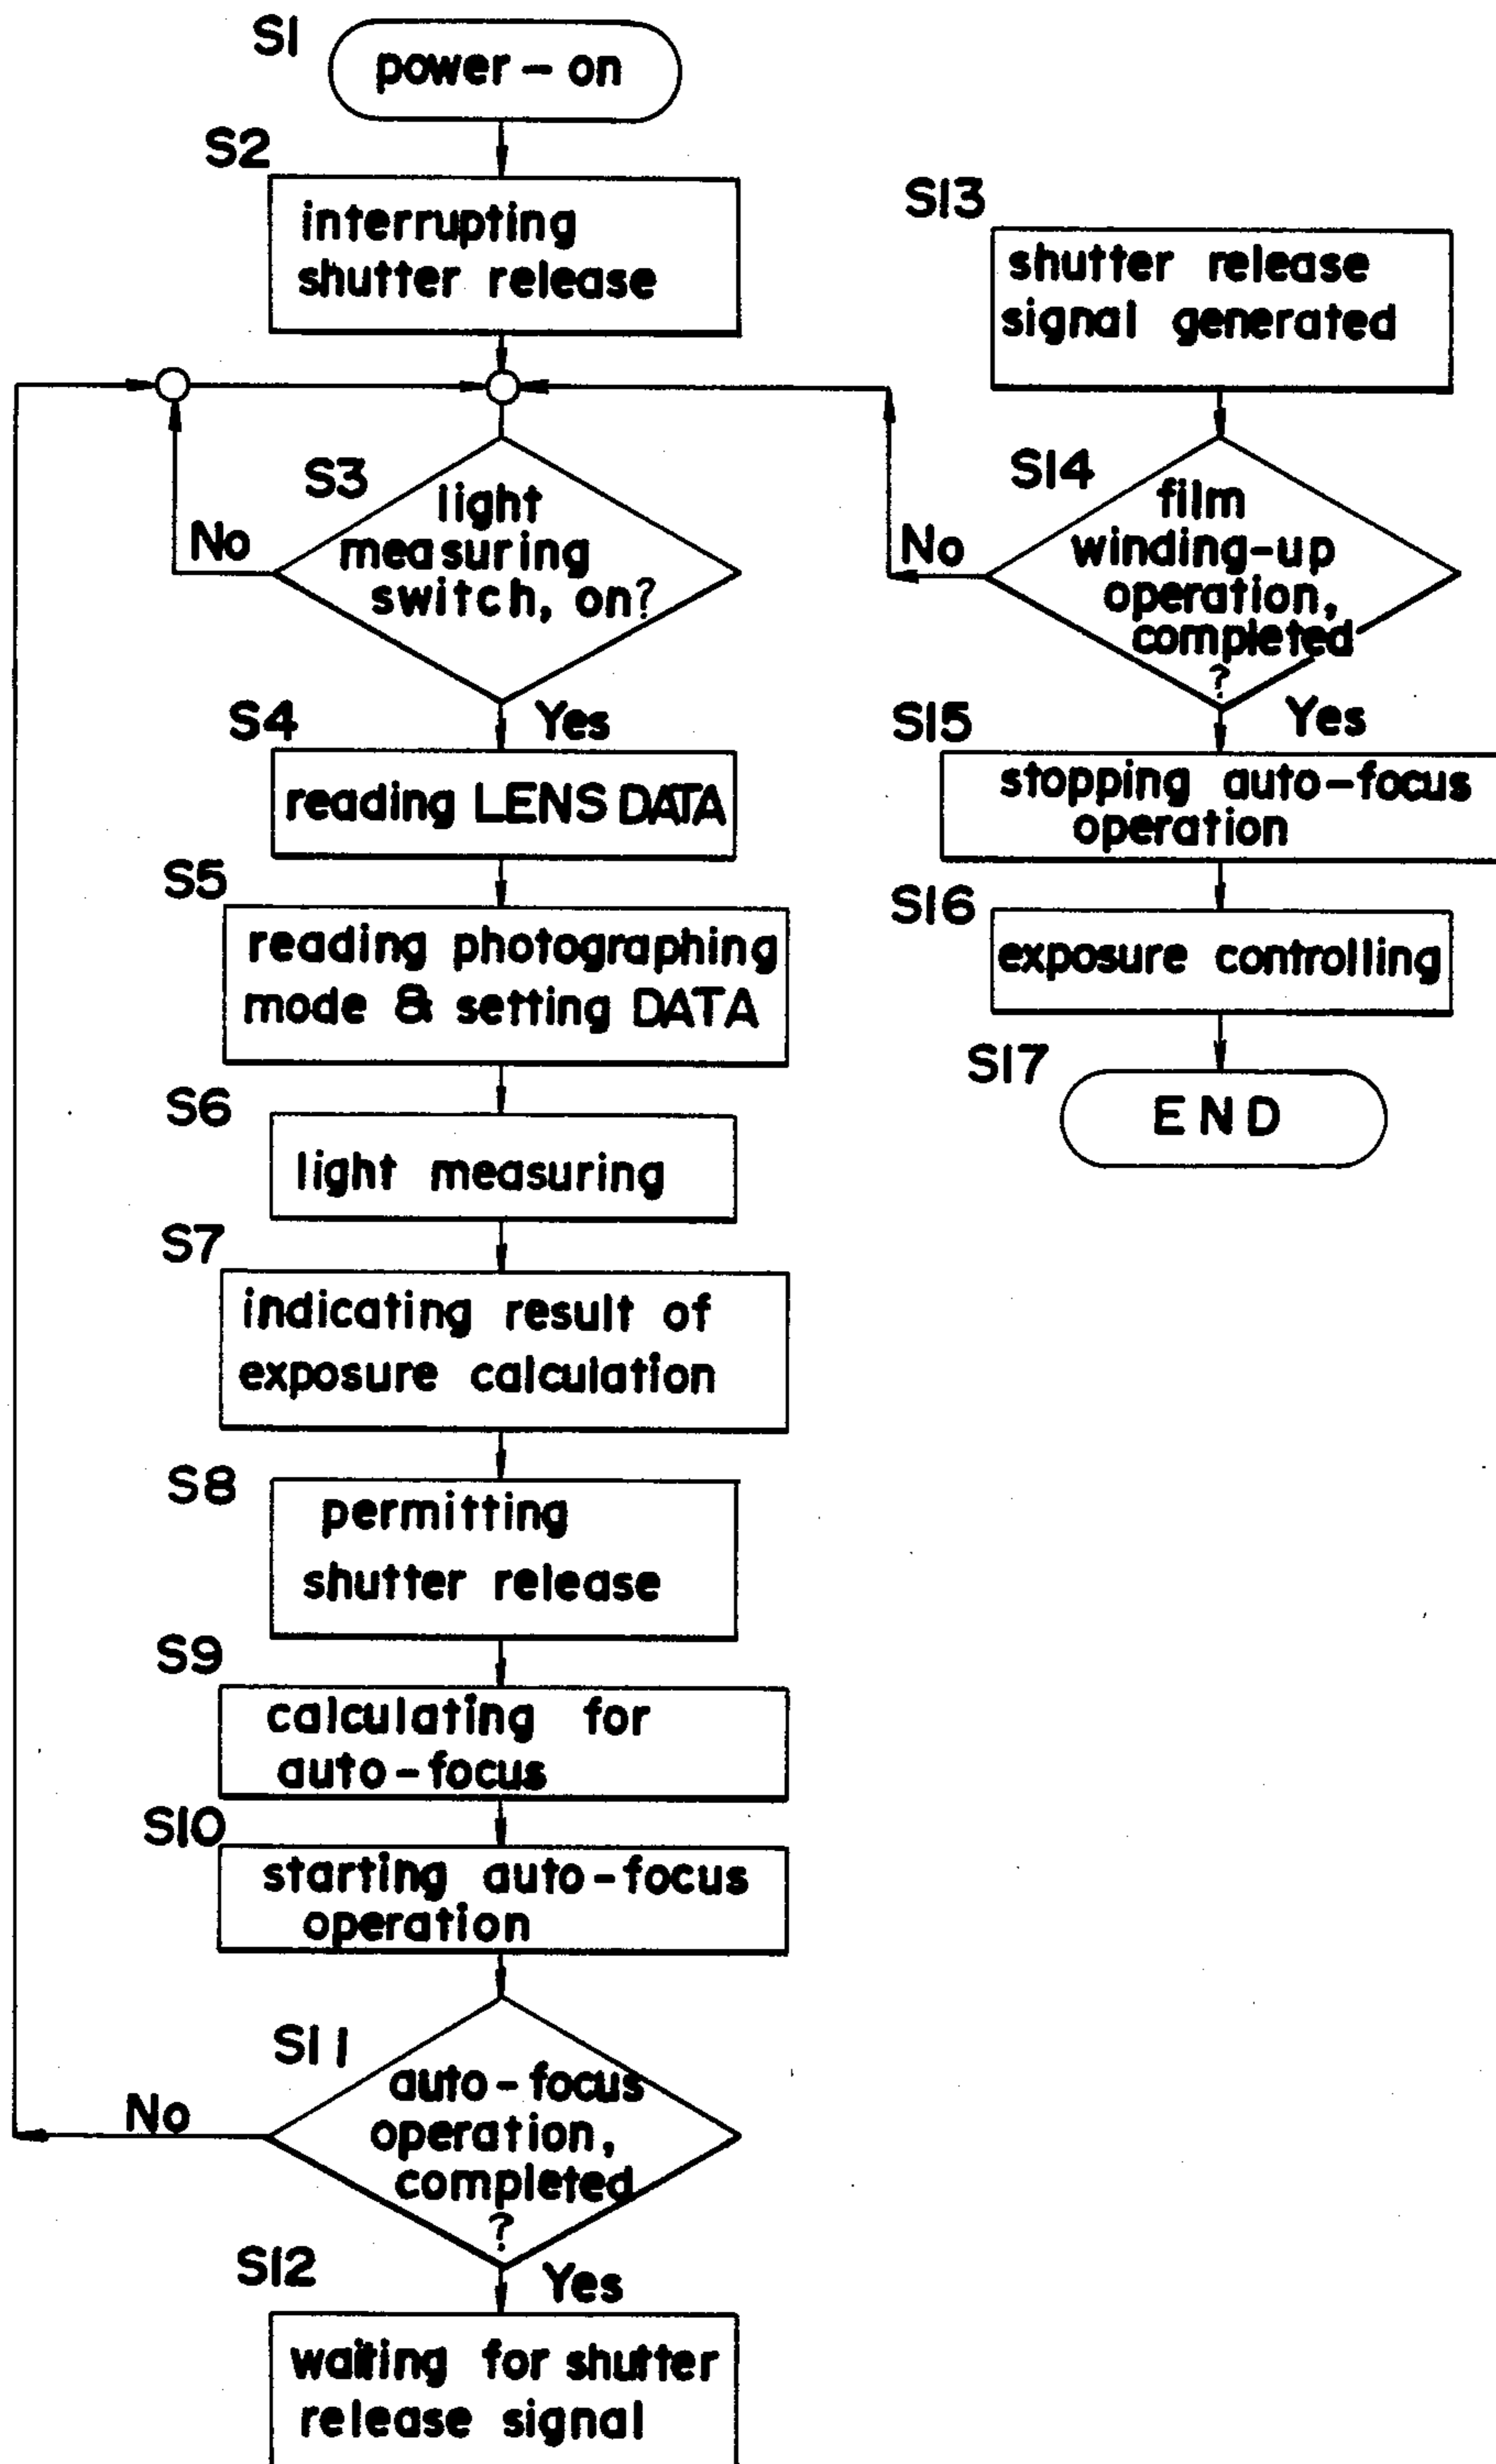 S1
power - on
S2
interrupting
shutter release
S3
light
measuring
switch, on?
No
Yes
S4
reading LENS DATA
S5
reading photographing
mode & setting DATA
S6
light measuring
S7
indicating result of
exposure calculation
S8
permitting
shutter release
S9
calculating for
auto-focus
S10
starting auto-focus
operation
S11
auto-focus
operation,
completed
?
No
Yes
S12
waiting for shutter
release signal
S13
shutter release
signal generated
S14
film
winding-up
operation,
completed
?
No
Yes
S15
stopping auto-focus
operation
S16
exposure controlling
S17
END